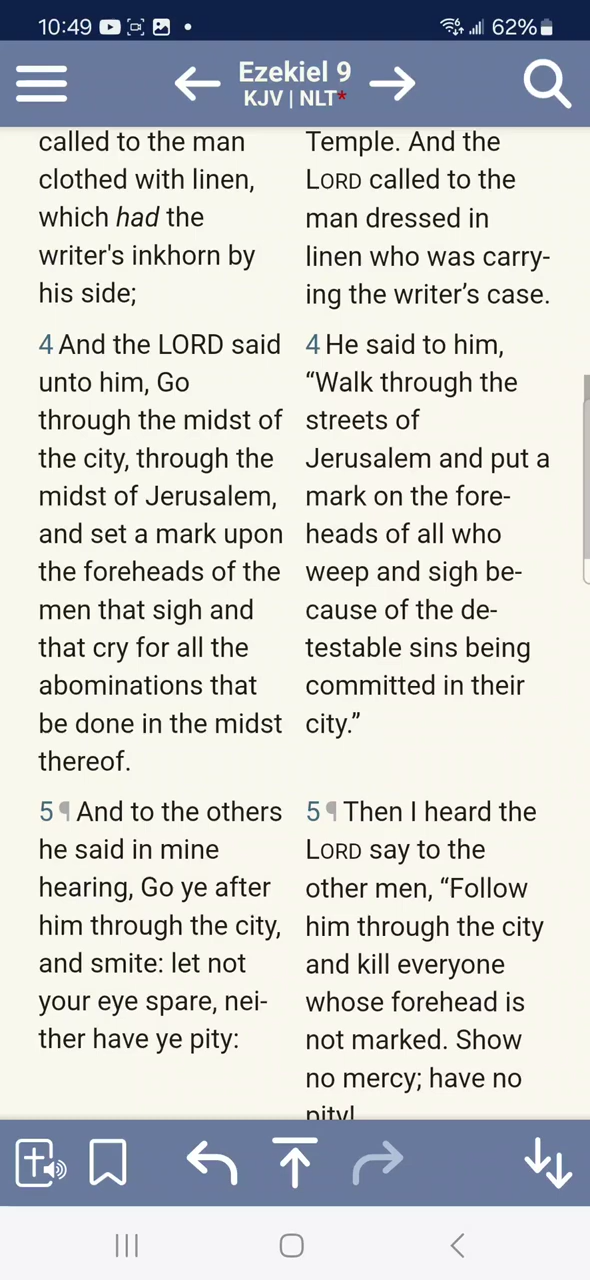 10:49 62%
Ezekiel 9
KJV | NLT*
called to the man
clothed with linen,
which had the
writer's inkhorn by
his side;
4 And the LORD said
unto him, Go
through the midst of
the city, through the
midst of Jerusalem,
and set a mark upon
the foreheads of the
men that sigh and
that cry for all the
abominations that
be done in the midst
thereof.
5 ¶ And to the others
he said in mine
hearing, Go ye after
him through the city,
and smite: let not
your eye spare, nei-
ther have ye pity:
Temple. And the
LORD called to the
man dressed in
linen who was carry-
ing the writer’s case.
4 He said to him,
“Walk through the
streets of
Jerusalem and put a
mark on the fore-
heads of all who
weep and sigh be-
cause of the de-
testable sins being
committed in their
city.”
5 ¶ Then I heard the
LORD say to the
other men, “Follow
him through the city
and kill everyone
whose forehead is
not marked. Show
no mercy; have no
pity!